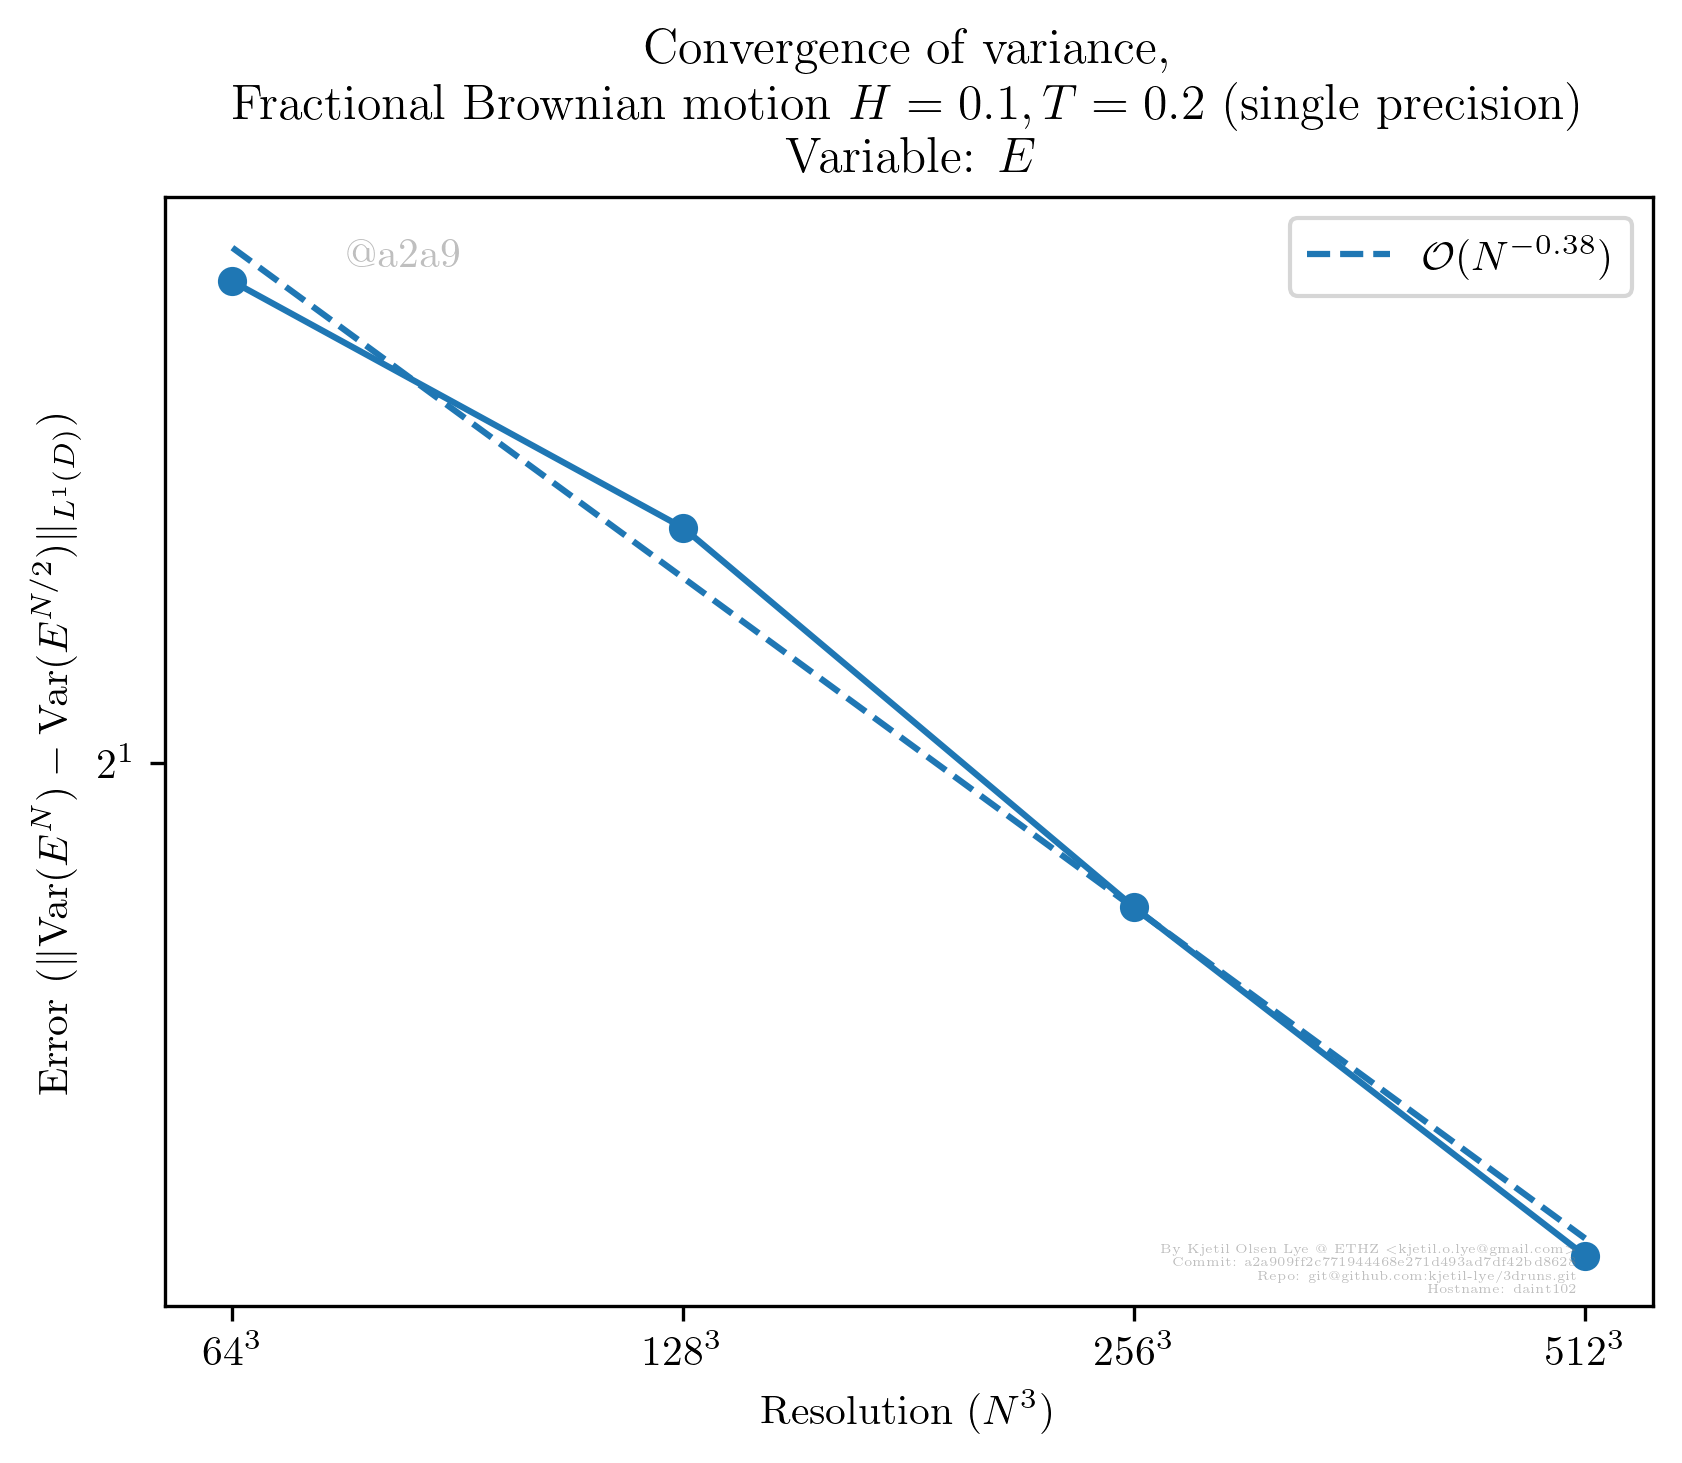 Convergence of variance,
Fractional Brownian motion H = 0.1, T = 0.2 (single precision)
Variable: E
@a2a9
𝒪(N^{-0.38})
Error (‖Var(E^N) − Var(E^{N/2})‖_{L^1(D)})
2^1
64^3
128^3
256^3
512^3
Resolution (N^3)
By Kjetil Olsen Lye @ ETHZ <kjetil.o.lye@gmail.com>
Commit:
Repo: git@github.com:kjetil-lye/3druns.git
Hostname: daint102